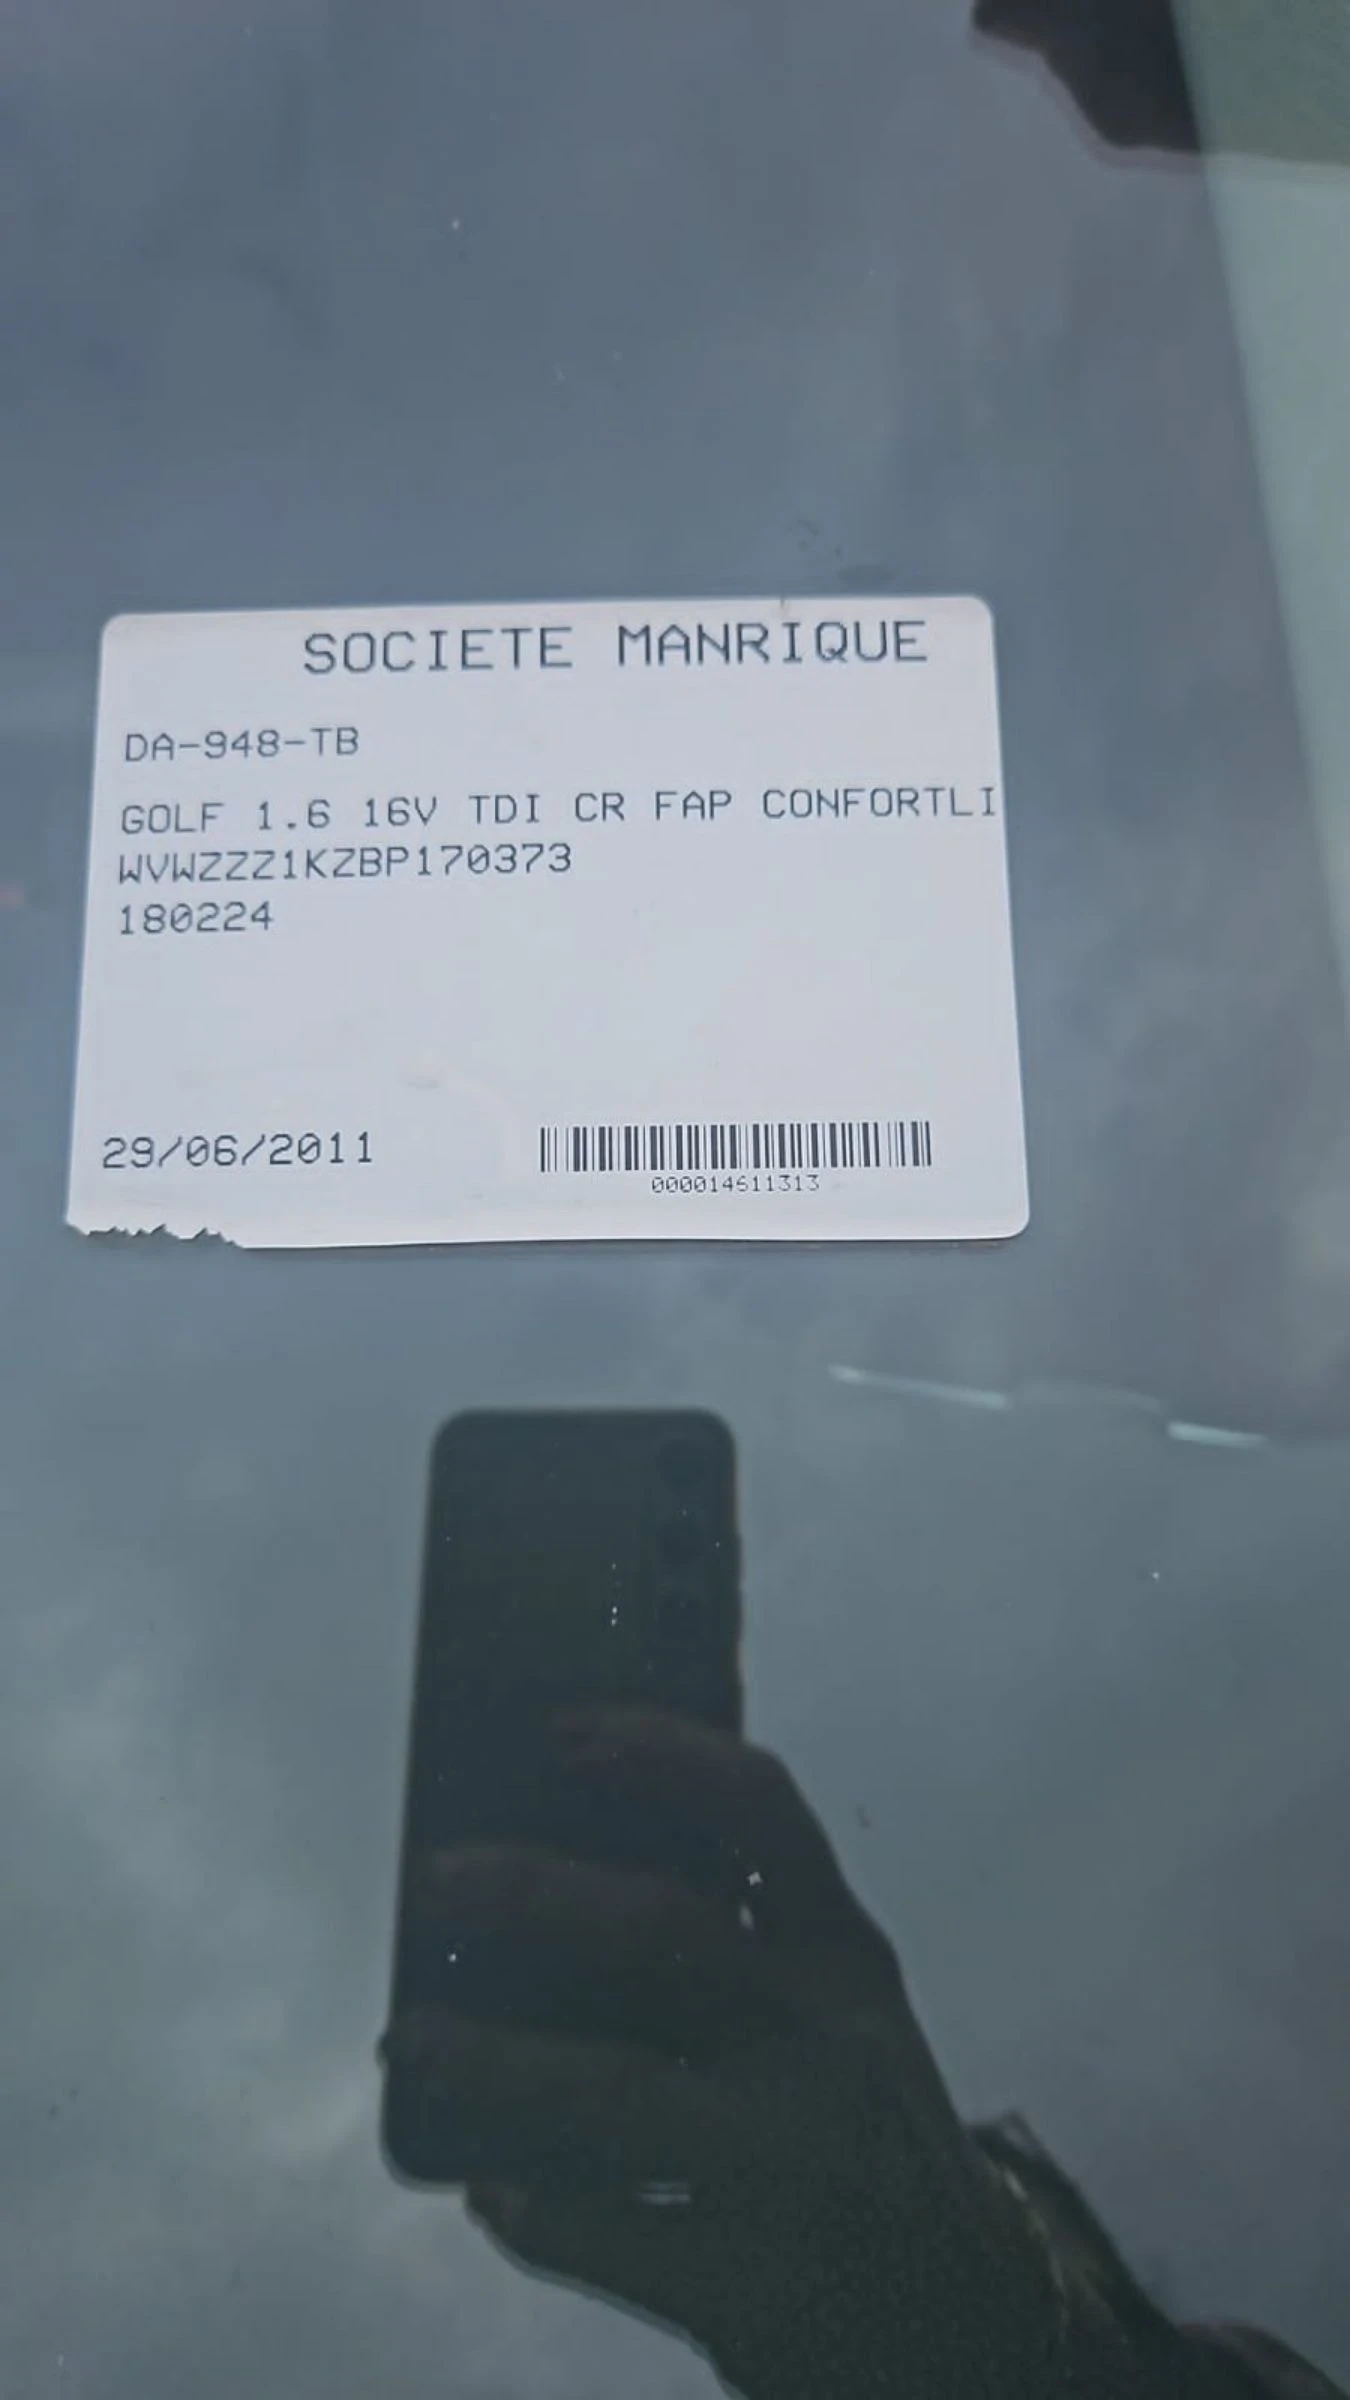 SOCIETE MANRIQUE
DA-948-TB
GOLF 1.6 16V TDI CR FAP CONFORTLI
WVWZZZ1KZBP170373
180224
29/06/2011
000014611313